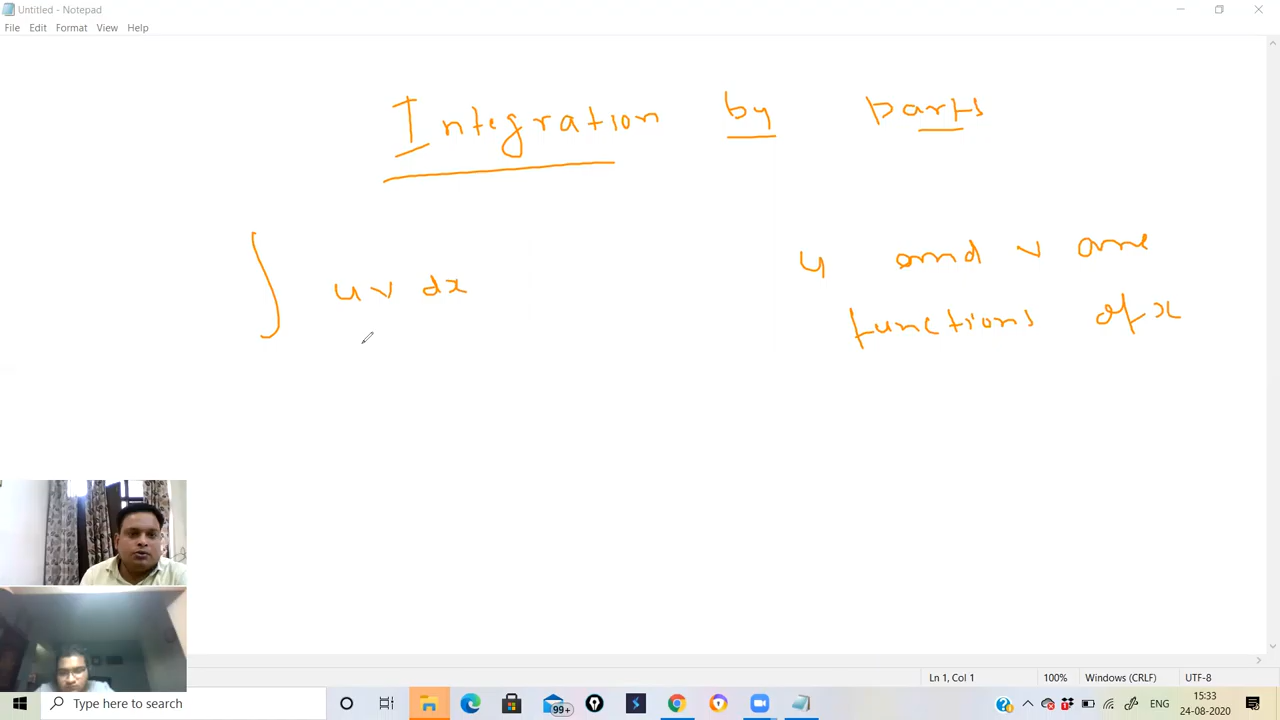 Untitled - Notepad
File Edit Format View Help
Integration by parts
∫ uv dx
u and v are
functions of x
Ln 1, Col 1 100% Windows (CRLF) UTF-8
Type here to search
99+
ENG
15:33
24-08-2020